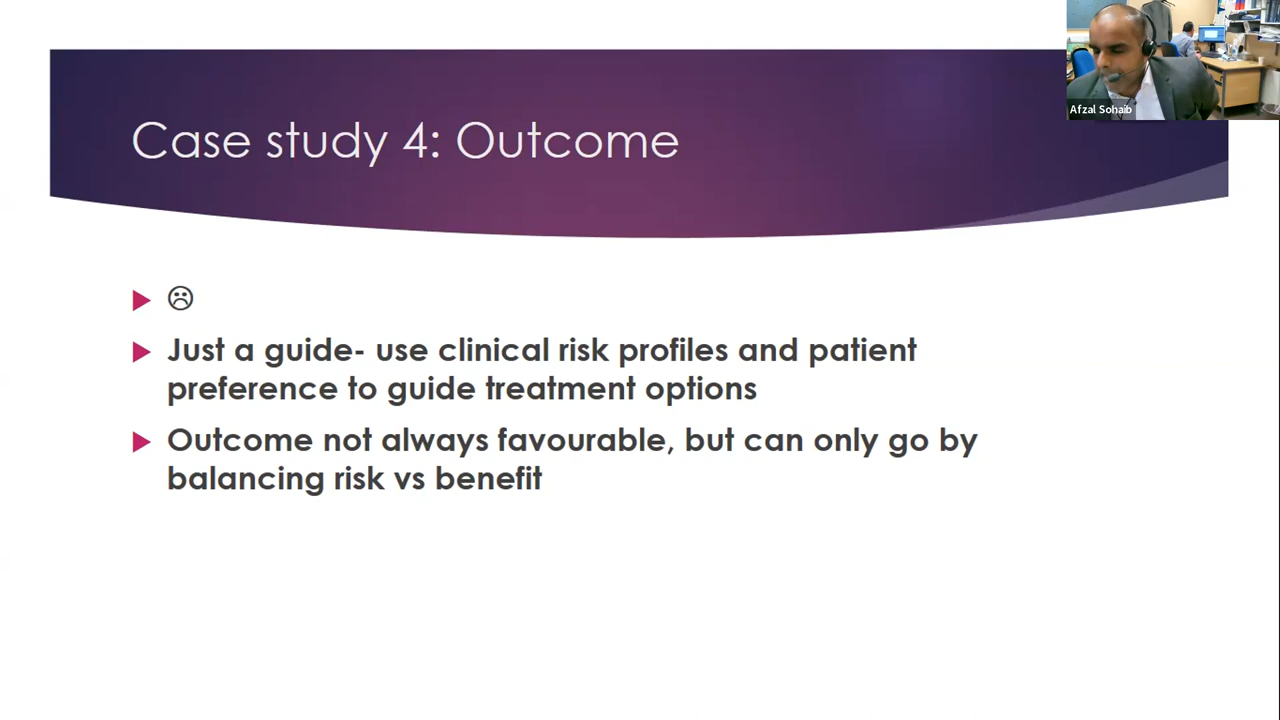 Afzal Sohaib
Case study 4: Outcome
☹
Just a guide- use clinical risk profiles and patient
preference to guide treatment options
Outcome not always favourable, but can only go by
balancing risk vs benefit